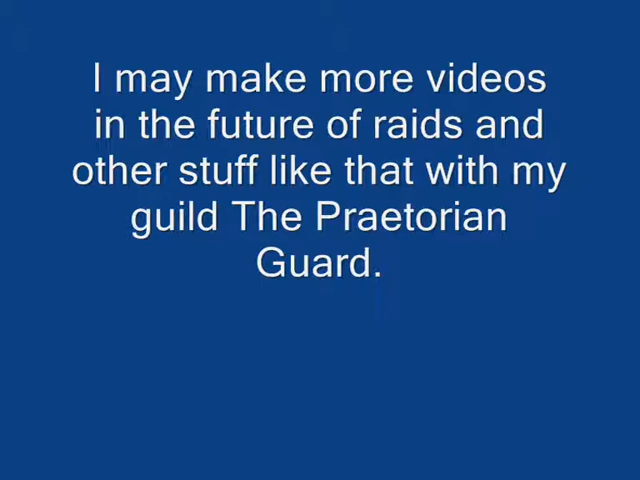 I may make more videos
in the future of raids and
other stuff like that with my
guild The Praetorian
Guard.